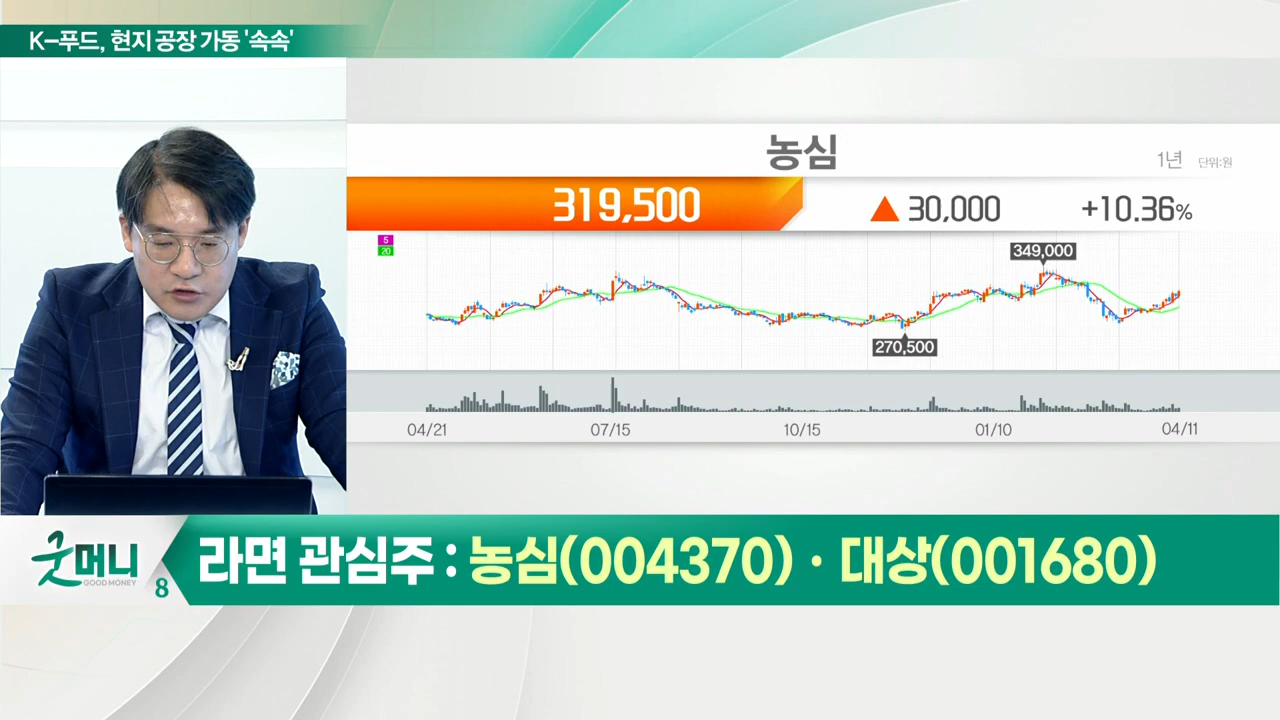 K-푸드, 현지 공장 가동 '속속'
농심
1년 단위:원
319,500 ▲ 30,000 +10.36%
5
20
349,000
270,500
04/21 07/15 10/15 01/10 04/11
굿머니
GOOD MONEY
8
라면 관심주 : 농심(004370) · 대상(001680)